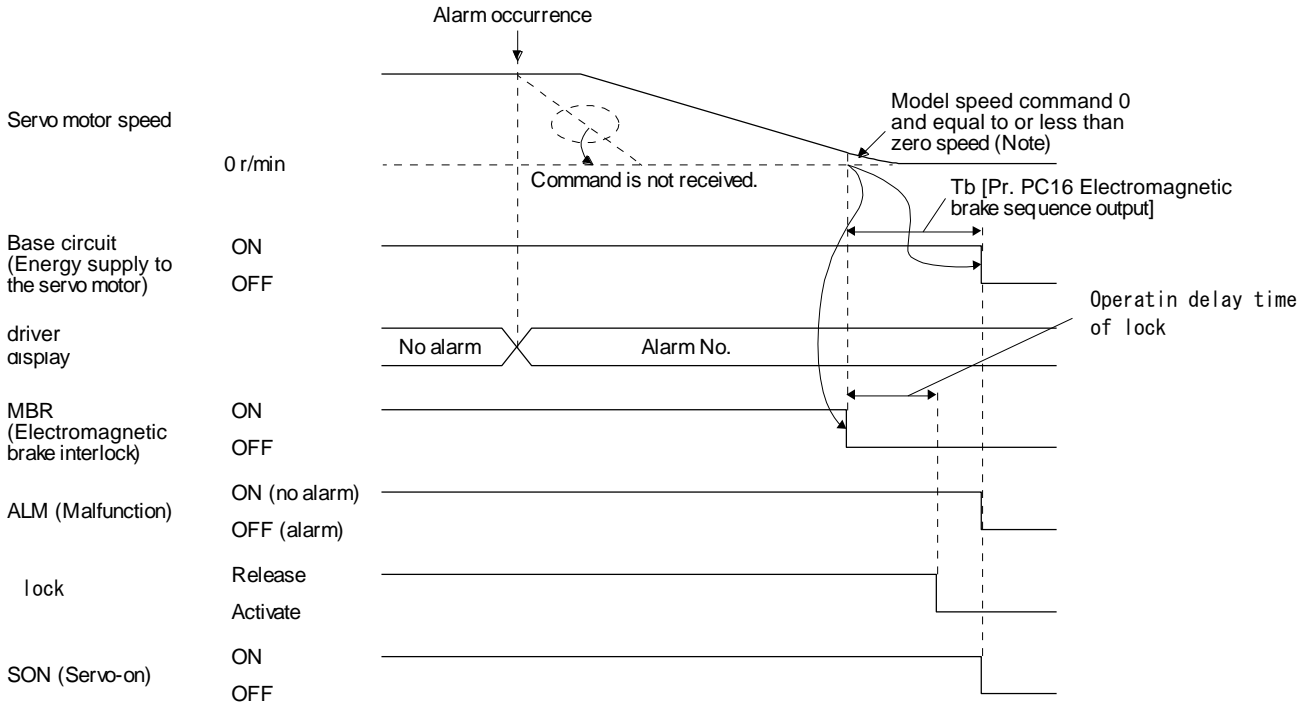 Alarm occurrence
Servo motor speed
0 r/min
Model speed command 0
and equal to or less than
zero speed (Note)
Command is not received.
Tb [Pr. PC16 Electromagnetic
brake sequence output]
Base circuit
(Energy supply to
the servo motor)
ON
OFF
Operatin delay time
of lock
driver
display
No alarm
Alarm No.
MBR
(Electromagnetic
brake interlock)
ON
OFF
ALM (Malfunction)
ON (no alarm)
OFF (alarm)
lock
Release
Activate
SON (Servo-on)
ON
OFF